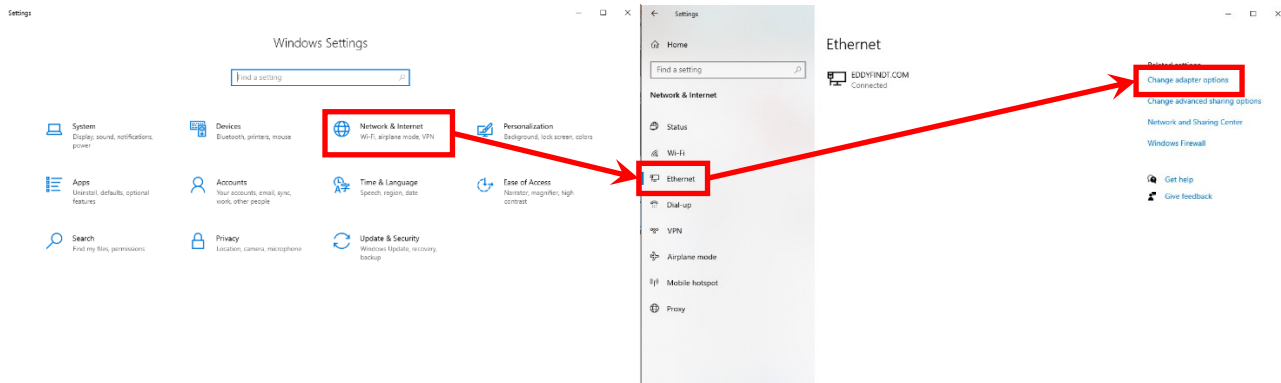 Settings
Windows Settings
Find a setting
System
Display, sound, notifications,
power
Devices
Bluetooth, printers, mouse
Network & Internet
Wi-Fi, airplane mode, VPN
Personalization
Background, lock screen, colors
Apps
Uninstall, defaults, optional
features
Accounts
Your accounts, email, sync,
work, other people
Time & Language
Speech, region, date
Ease of Access
Narrator, magnifier, high
contrast
Search
Find my files, permissions
Privacy
Location, camera, microphone
Update & Security
Windows Update, recovery,
backup
Settings
Home
Find a setting
Network & Internet
Status
Wi-Fi
Ethernet
Dial-up
VPN
Airplane mode
Mobile hotspot
Proxy
Ethernet
EDDYFINDT.COM
Connected
Related settings
Change adapter options
Change advanced sharing options
Network and Sharing Center
Windows Firewall
Get help
Give feedback